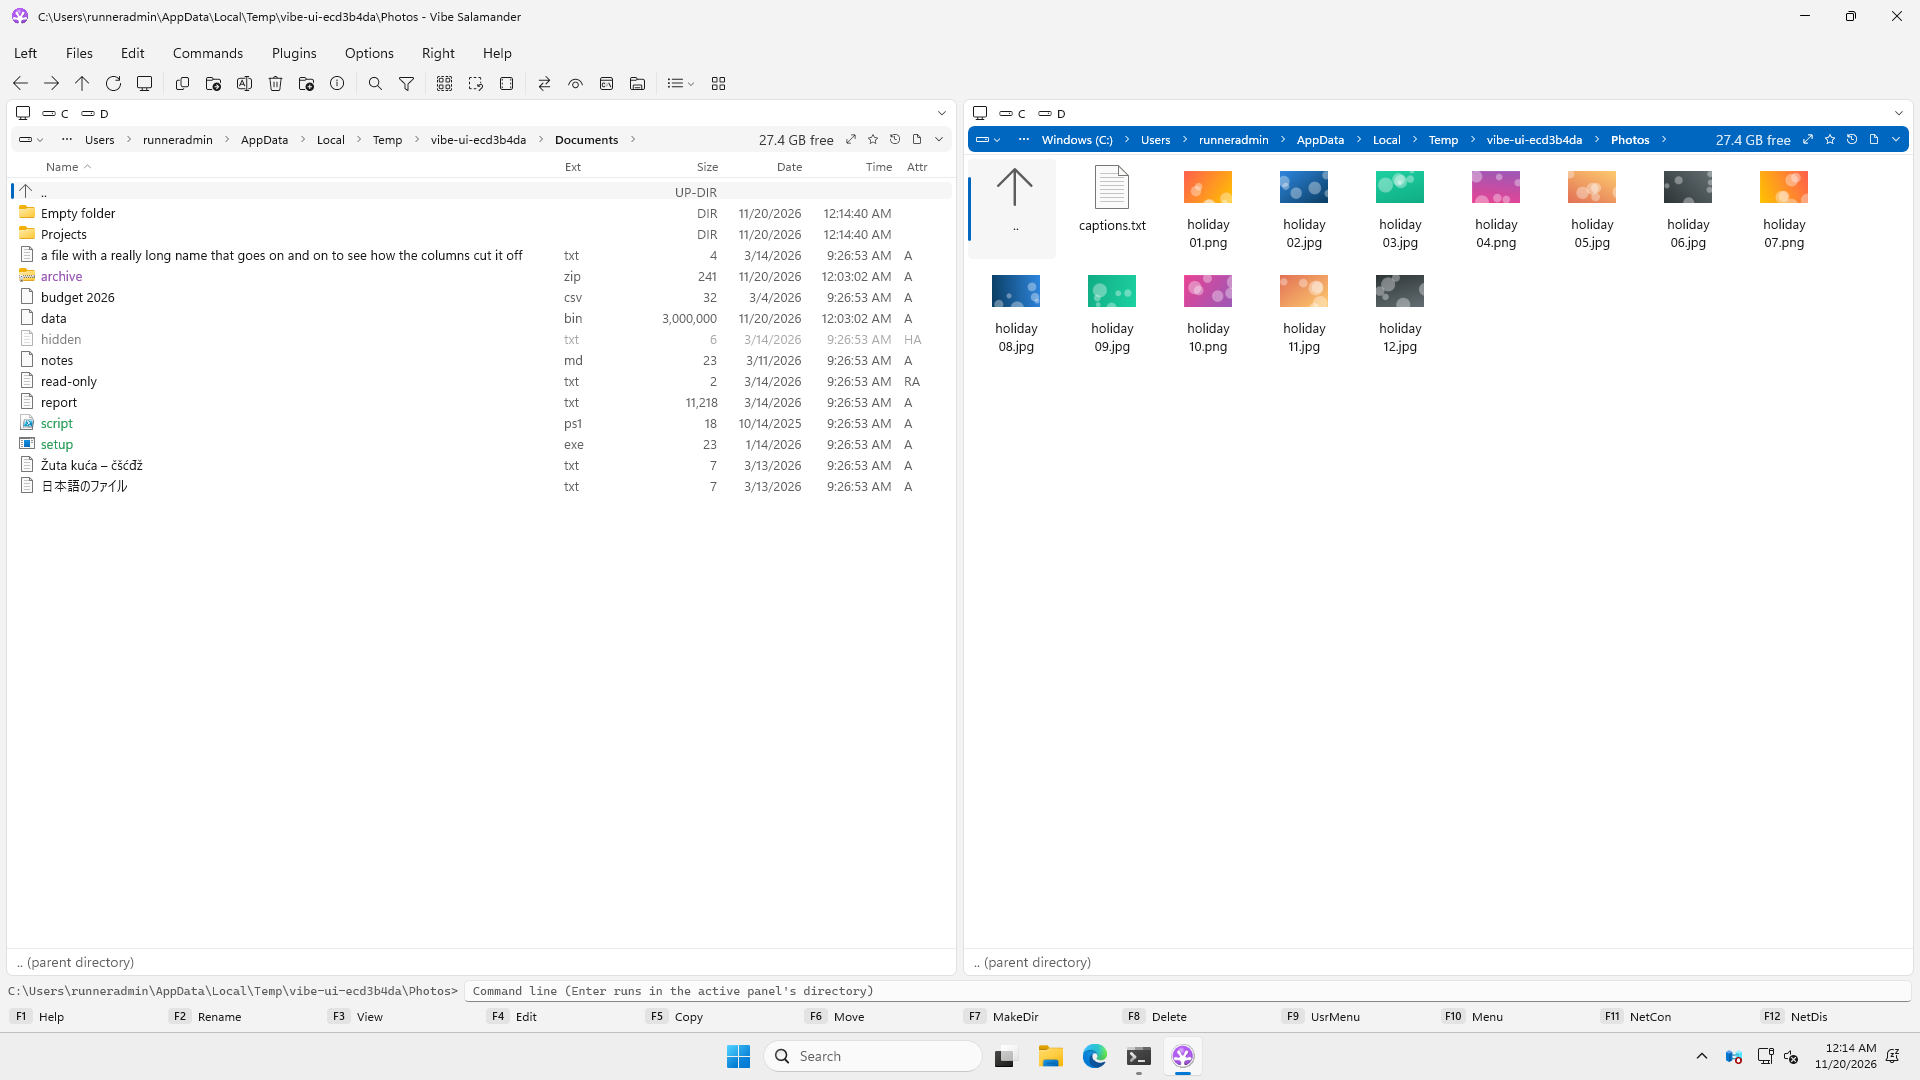 C:\Users\runneradmin\AppData\Local\Temp\vibe-ui-ecd3b4da\Photos - Vibe Salamander
Left Files Edit Commands Plugins Options Right Help
C D
Users runneradmin AppData Local Temp vibe-ui-ecd3b4da Documents 27.4 GB free
Name Ext Size Date Time Attr
.. UP-DIR
Empty folder DIR 11/20/2026 12:14:40 AM
Projects DIR 11/20/2026 12:14:40 AM
a file with a really long name that goes on and on to see how the columns cut it off txt 4 3/14/2026 9:26:53 AM A
archive zip 241 11/20/2026 12:03:02 AM A
budget 2026 csv 32 3/4/2026 9:26:53 AM A
data bin 3,000,000 11/20/2026 12:03:02 AM A
hidden txt 6 3/14/2026 9:26:53 AM HA
notes md 23 3/11/2026 9:26:53 AM A
read-only txt 2 3/14/2026 9:26:53 AM RA
report txt 11,218 3/14/2026 9:26:53 AM A
script ps1 18 10/14/2025 9:26:53 AM A
setup exe 23 1/14/2026 9:26:53 AM A
Žuta kuća – čšćđž txt 7 3/13/2026 9:26:53 AM A
日本語のファイル txt 7 3/13/2026 9:26:53 AM A
.. (parent directory)
C D
Windows (C:) Users runneradmin AppData Local Temp vibe-ui-ecd3b4da Photos 27.4 GB free
..
captions.txt
holiday 01.png
holiday 02.jpg
holiday 03.jpg
holiday 04.png
holiday 05.jpg
holiday 06.jpg
holiday 07.png
holiday 08.jpg
holiday 09.jpg
holiday 10.png
holiday 11.jpg
holiday 12.jpg
.. (parent directory)
C:\Users\runneradmin\AppData\Local\Temp\vibe-ui-ecd3b4da\Photos> Command line (Enter runs in the active panel's directory)
F1 Help F2 Rename F3 View F4 Edit F5 Copy F6 Move F7 MakeDir F8 Delete F9 UsrMenu F10 Menu F11 NetCon F12 NetDis
Search
12:14 AM
11/20/2026